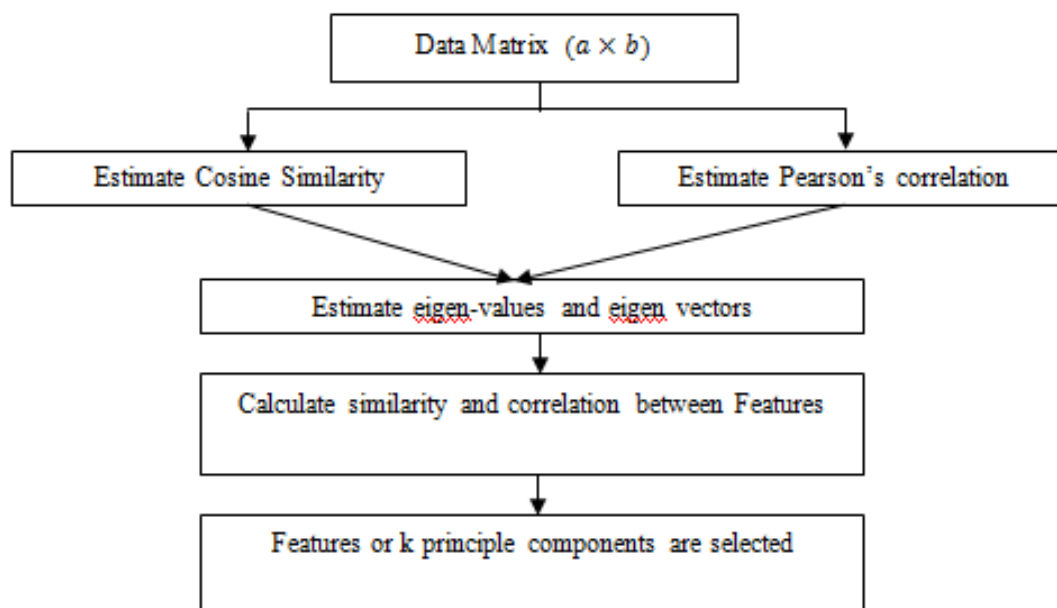 Data Matrix (𝑎 × 𝑏)
Estimate Cosine Similarity
Estimate Pearson’s correlation
Estimate eigen-values and eigen vectors
Calculate similarity and correlation between Features
Features or k principle components are selected